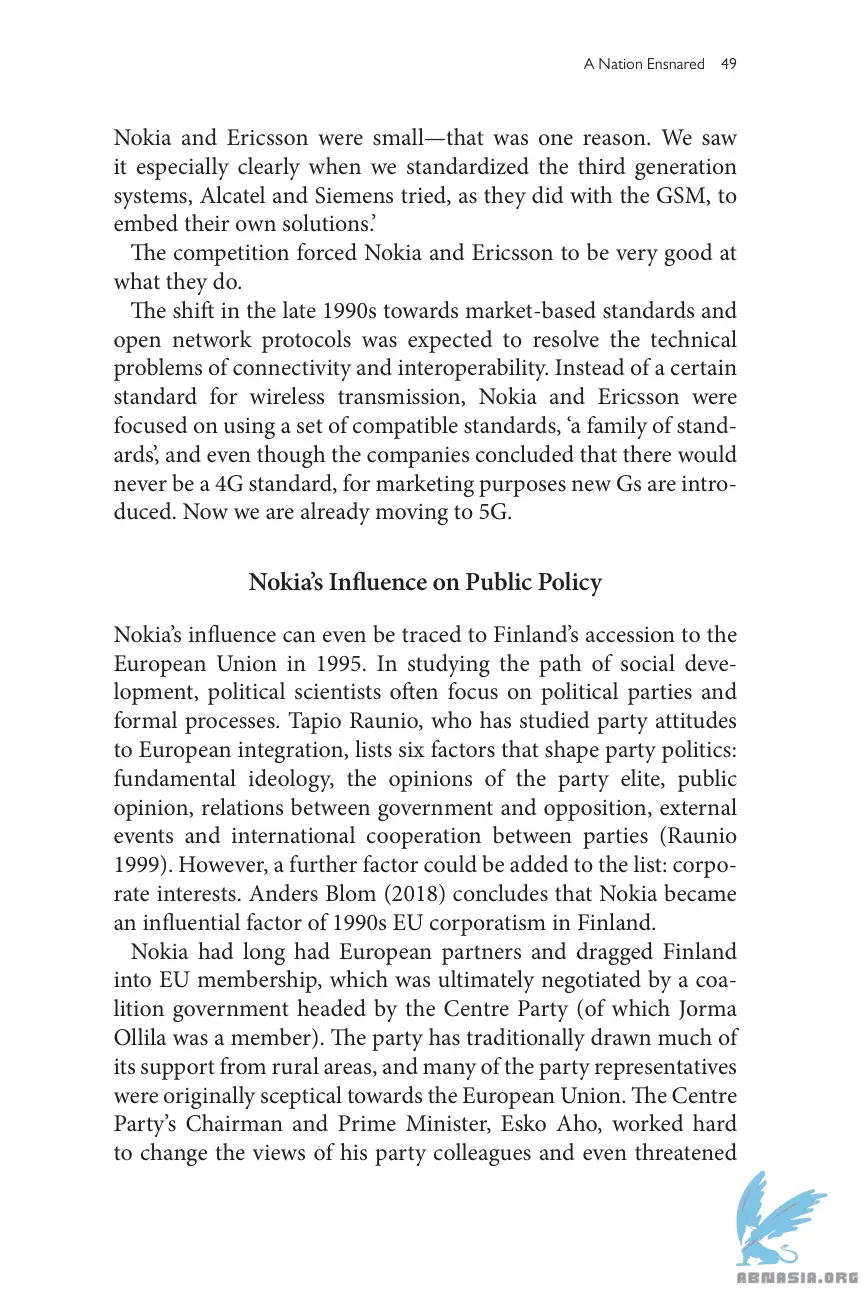 A Nation Ensnared 49
Nokia and Ericsson were small—that was one reason. We saw
it especially clearly when we standardized the third generation
systems, Alcatel and Siemens tried, as they did with the GSM, to
embed their own solutions.’
The competition forced Nokia and Ericsson to be very good at
what they do.
The shift in the late 1990s towards market-based standards and
open network protocols was expected to resolve the technical
problems of connectivity and interoperability. Instead of a certain
standard for wireless transmission, Nokia and Ericsson were
focused on using a set of compatible standards, ‘a family of stand-
ards’, and even though the companies concluded that there would
never be a 4G standard, for marketing purposes new Gs are intro-
duced. Now we are already moving to 5G.
Nokia’s Influence on Public Policy
Nokia’s influence can even be traced to Finland’s accession to the
European Union in 1995. In studying the path of social deve-
lopment, political scientists often focus on political parties and
formal processes. Tapio Raunio, who has studied party attitudes
to European integration, lists six factors that shape party politics:
fundamental ideology, the opinions of the party elite, public
opinion, relations between government and opposition, external
events and international cooperation between parties (Raunio
1999). However, a further factor could be added to the list: corpo-
rate interests. Anders Blom (2018) concludes that Nokia became
an influential factor of 1990s EU corporatism in Finland.
Nokia had long had European partners and dragged Finland
into EU membership, which was ultimately negotiated by a coa-
lition government headed by the Centre Party (of which Jorma
Ollila was a member). The party has traditionally drawn much of
its support from rural areas, and many of the party representatives
were originally sceptical towards the European Union. The Centre
Party’s Chairman and Prime Minister, Esko Aho, worked hard
to change the views of his party colleagues and even threatened
ABNASIA.ORG